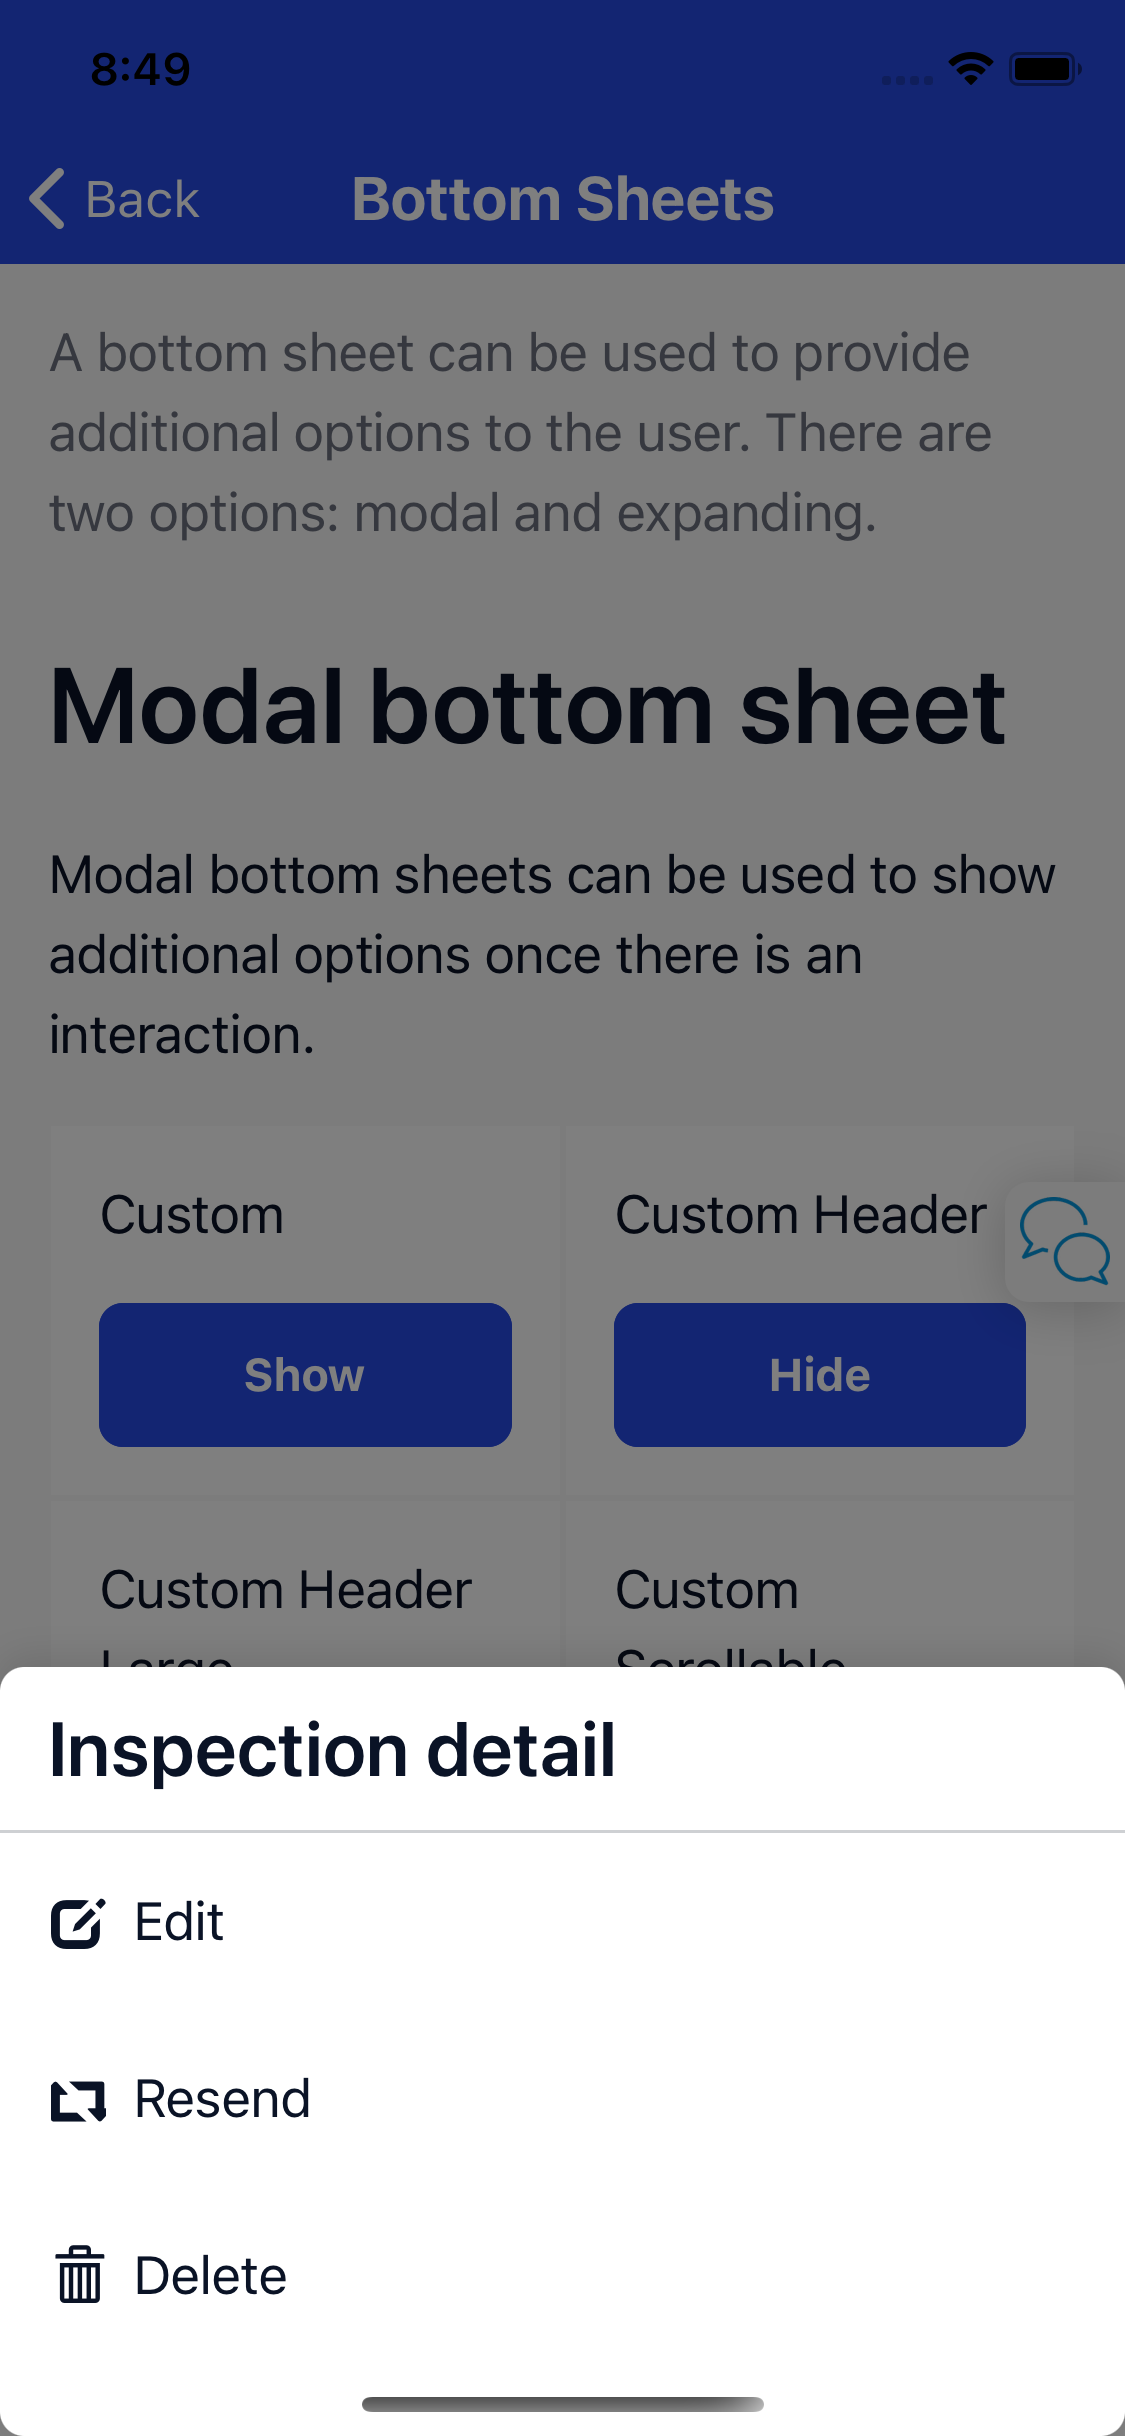 8:49
Back
Bottom Sheets
A bottom sheet can be used to provide
additional options to the user. There are
two options: modal and expanding.
Modal bottom sheet
Modal bottom sheets can be used to show
additional options once there is an
interaction.
Custom
Custom Header
Show
Hide
Custom Header
Large
Custom
Scrollable
Inspection detail
Edit
Resend
Delete